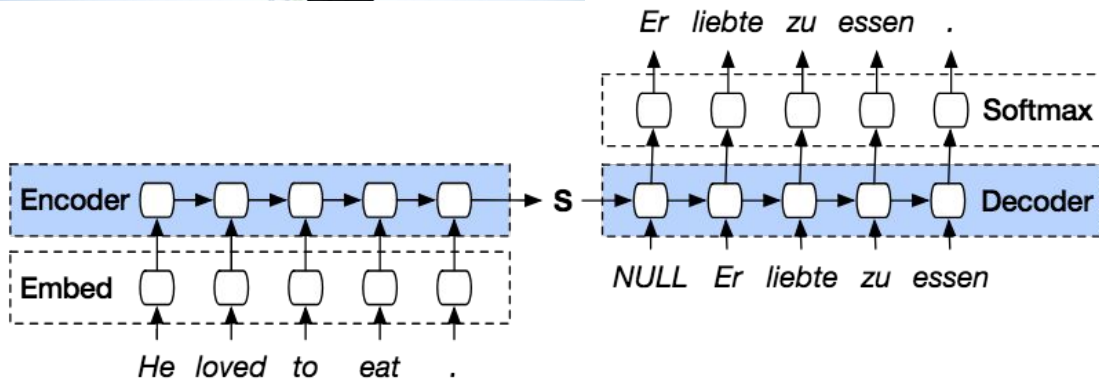 Er liebte zu essen .
Softmax
Encoder
S
Decoder
Embed
NULL Er liebte zu essen
He loved to eat .